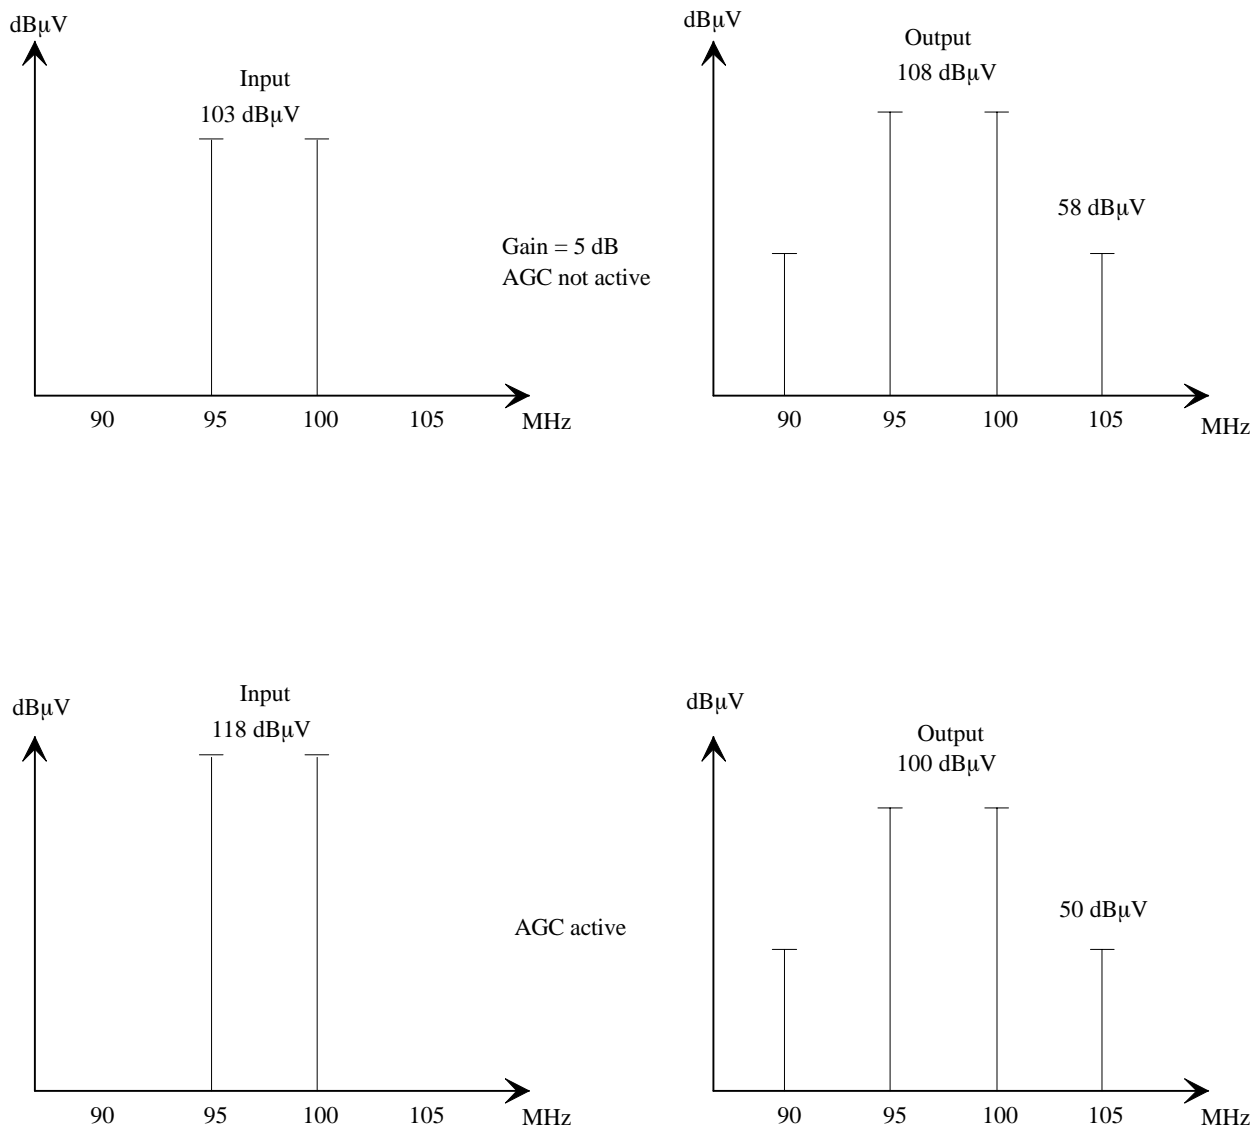 dBµV
Input
103 dBµV
90 95 100 105 MHz
Gain = 5 dB
AGC not active
dBµV
Output
108 dBµV
58 dBµV
90 95 100 105 MHz
dBµV
Input
118 dBµV
90 95 100 105 MHz
AGC active
dBµV
Output
100 dBµV
50 dBµV
90 95 100 105 MHz